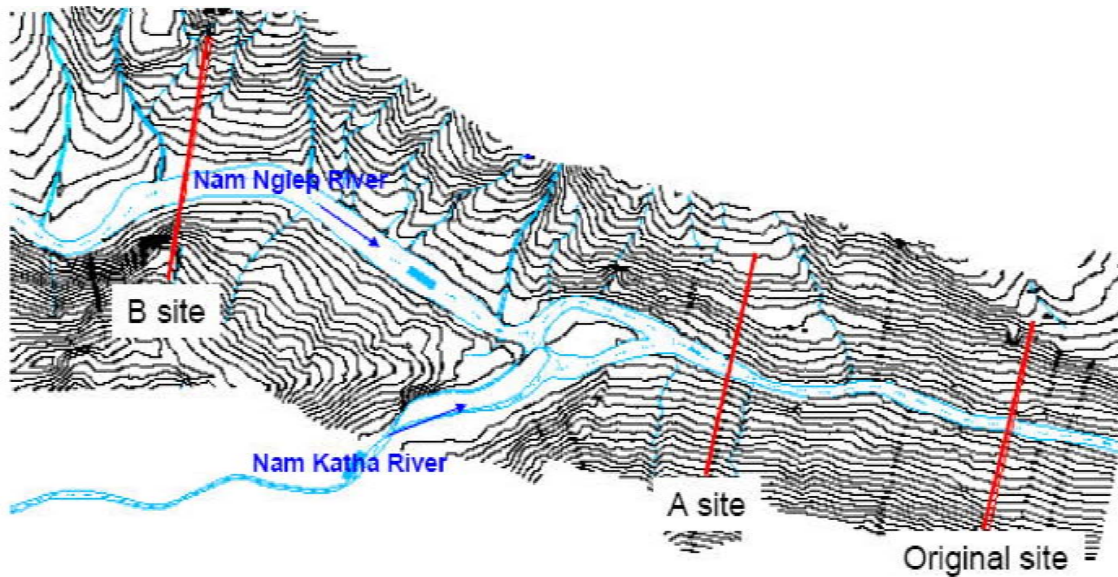 Nam Ngiep River
B site
Nam Katha River
A site
Original site